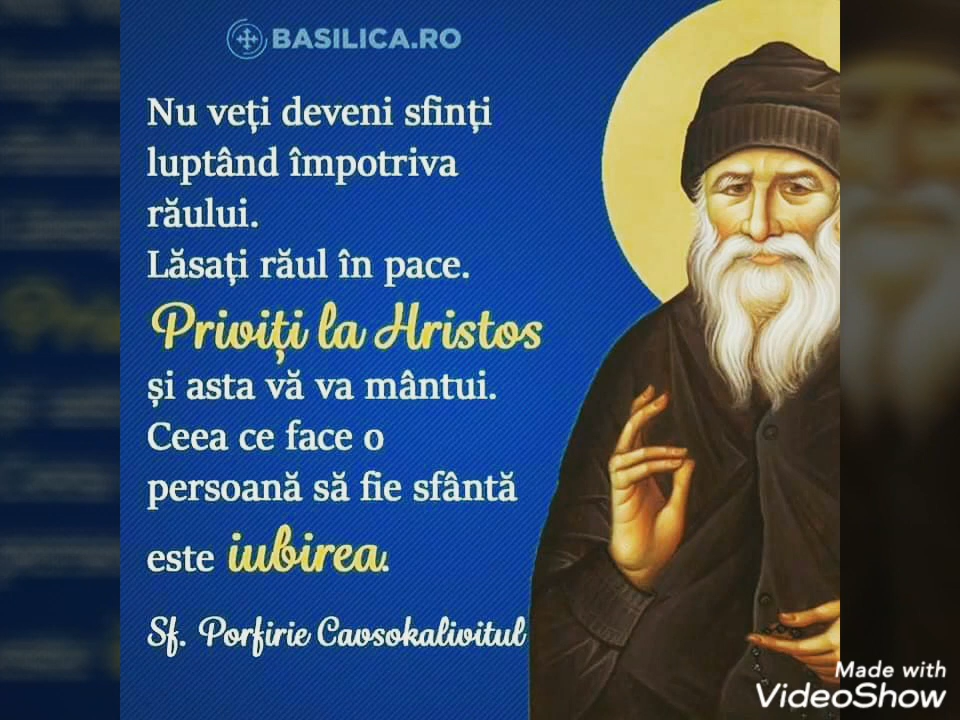 BASILICA.RO
Nu veți deveni sfinți
luptând împotriva
răului.
Lăsați răul în pace.
Priviți la Hristos
și asta vă va mântui.
Ceea ce face o
persoană să fie sfântă
este iubirea.
Sf. Porfirie Cavsokalivitul
Made with
VideoShow